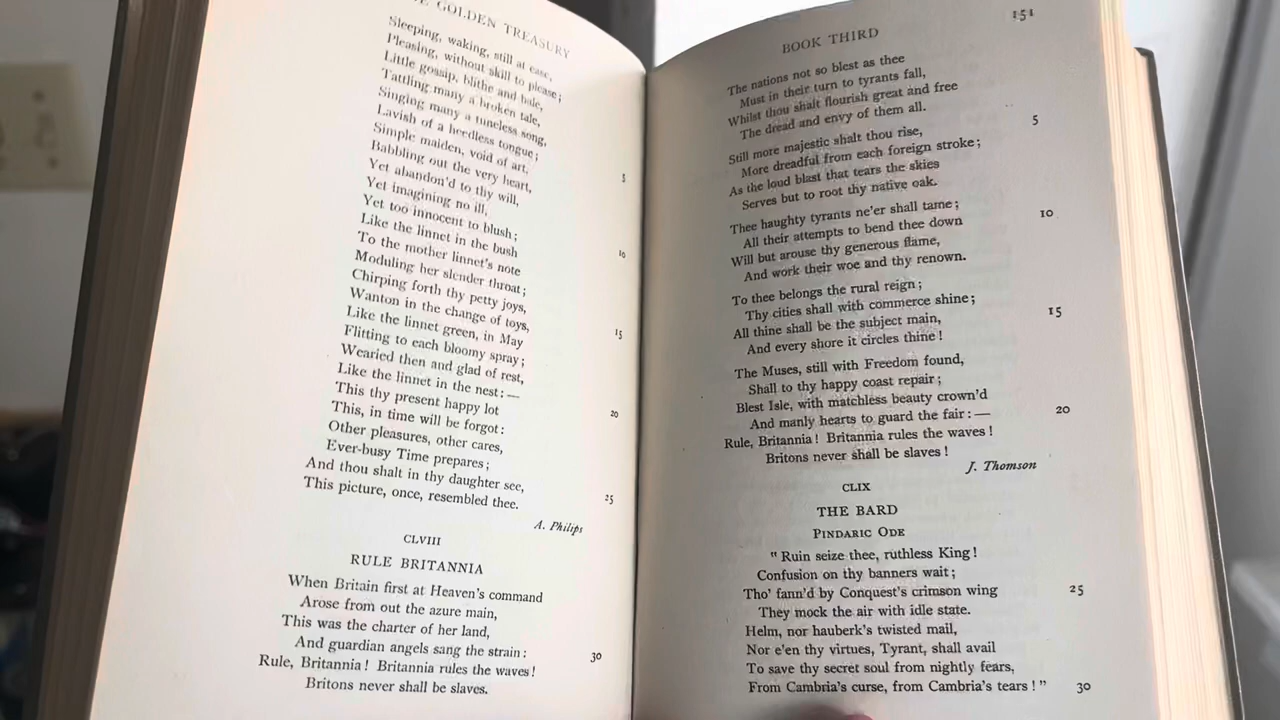 GOLDEN TREASURY
Sleeping, waking, still at ease,
Pleasing, without skill to please;
Little gossip, blithe and hale,
Tattling many a broken tale,
Singing many a tuneless song,
Lavish of a heedless tongue;
Simple maiden, void of art,
Babbling out the very heart,
Yet abandon'd to thy will,
Yet imagining no ill,
Yet too innocent to blush;
Like the linnet in the bush
To the mother linnet's note
Moduling her slender throat;
Chirping forth thy petty joys,
Wanton in the change of toys,
Like the linnet green, in May
Flitting to each bloomy spray;
Wearied then and glad of rest,
Like the linnet in the nest:—
This thy present happy lot
This, in time will be forgot:
Other pleasures, other cares,
Ever-busy Time prepares;
And thou shalt in thy daughter see,
This picture, once, resembled thee.
A. Philips
CLVIII
RULE BRITANNIA
When Britain first at Heaven's command
Arose from out the azure main,
This was the charter of her land,
And guardian angels sang the strain:
Rule, Britannia! Britannia rules the waves!
Britons never shall be slaves.
5
10
15
20
25
30
BOOK THIRD
151
The nations not so blest as thee
Must in their turn to tyrants fall,
Whilst thou shalt flourish great and free
The dread and envy of them all.
Still more majestic shalt thou rise, 5
More dreadful from each foreign stroke;
As the loud blast that tears the skies
Serves but to root thy native oak.
Thee haughty tyrants ne'er shall tame;
All their attempts to bend thee down 10
Will but arouse thy generous flame,
And work their woe and thy renown.
To thee belongs the rural reign;
Thy cities shall with commerce shine;
All thine shall be the subject main, 15
And every shore it circles thine!
The Muses, still with Freedom found,
Shall to thy happy coast repair;
Blest Isle, with matchless beauty crown'd
And manly hearts to guard the fair:— 20
Rule, Britannia! Britannia rules the waves!
Britons never shall be slaves!
J. Thomson
CLIX
THE BARD
PINDARIC ODE
"Ruin seize thee, ruthless King!
Confusion on thy banners wait;
Tho' fann'd by Conquest's crimson wing 25
They mock the air with idle state.
Helm, nor hauberk's twisted mail,
Nor e'en thy virtues, Tyrant, shall avail
To save thy secret soul from nightly fears,
From Cambria's curse, from Cambria's tears!" 30